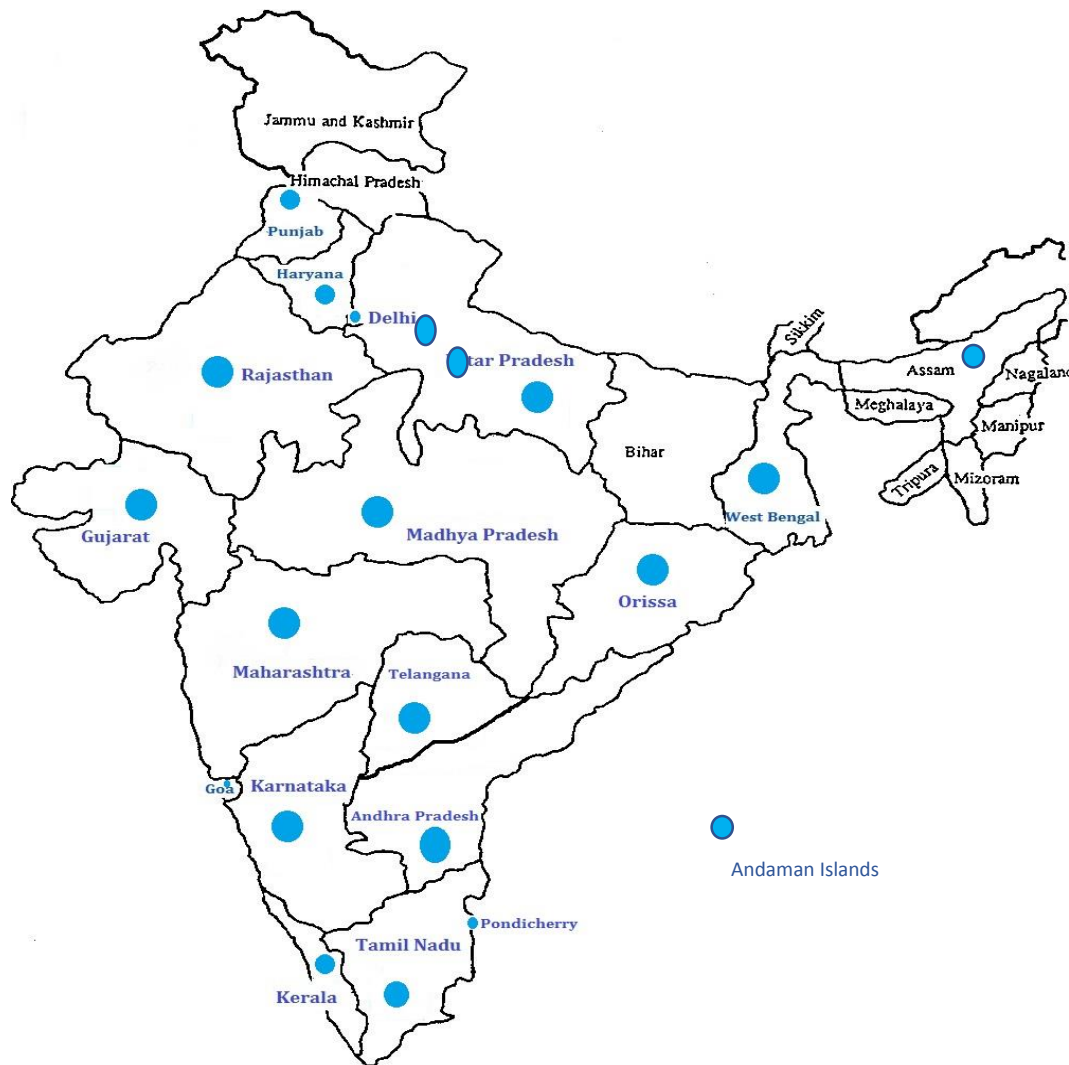 Jammu and Kashmir
Himachal Pradesh
Punjab
Haryana
Delhi
Sikkim
Rajasthan
tar Pradesh
Assam
Nagaland
Meghalaya
Manipur
Bihar
Tripura
Mizoram
West Bengal
Gujarat
Madhya Pradesh
Orissa
Maharashtra
Telangana
Goa
Karnataka
Andhra Pradesh
Andaman Islands
Pondicherry
Tamil Nadu
Kerala